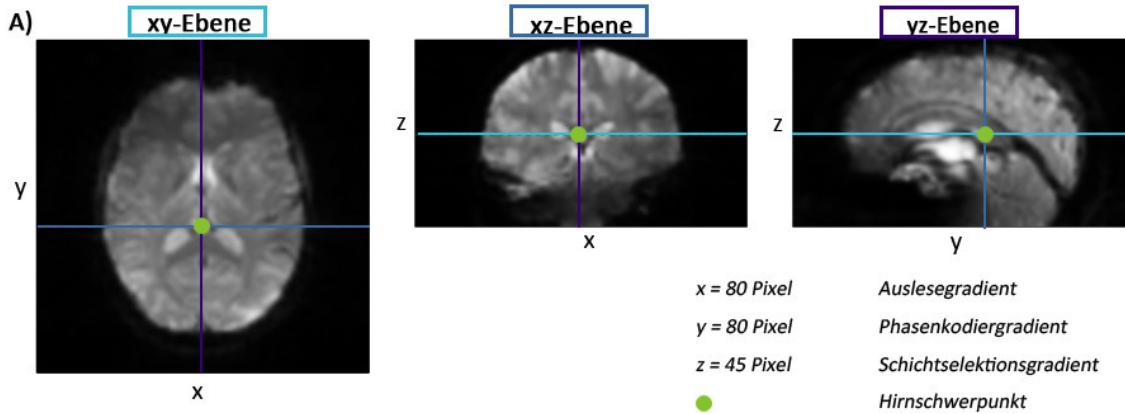 A)
xy-Ebene
xz-Ebene
yz-Ebene
y
x
z
x
z
y
x = 80 Pixel Auslesegradient
y = 80 Pixel Phasenkodiergradient
z = 45 Pixel Schichtselektionsgradient
Hirnschwerpunkt